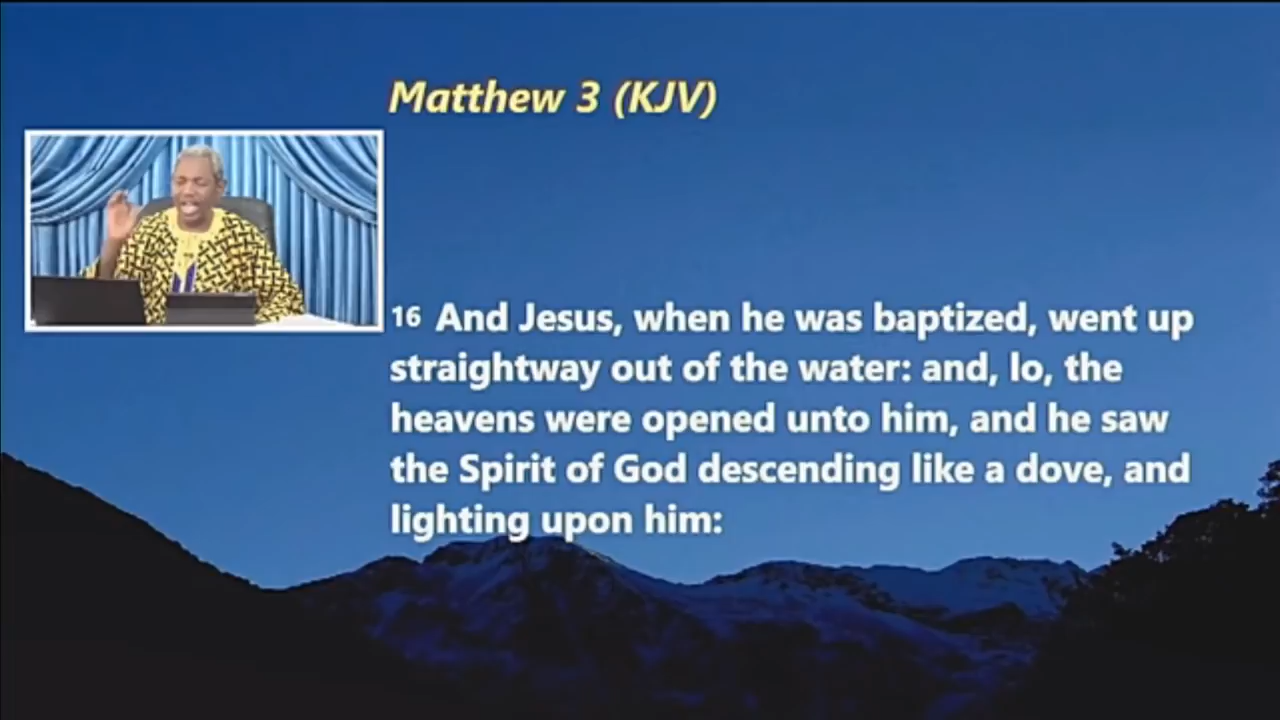 Matthew 3 (KJV)
16 And Jesus, when he was baptized, went up
straightway out of the water: and, lo, the
heavens were opened unto him, and he saw
the Spirit of God descending like a dove, and
lighting upon him: